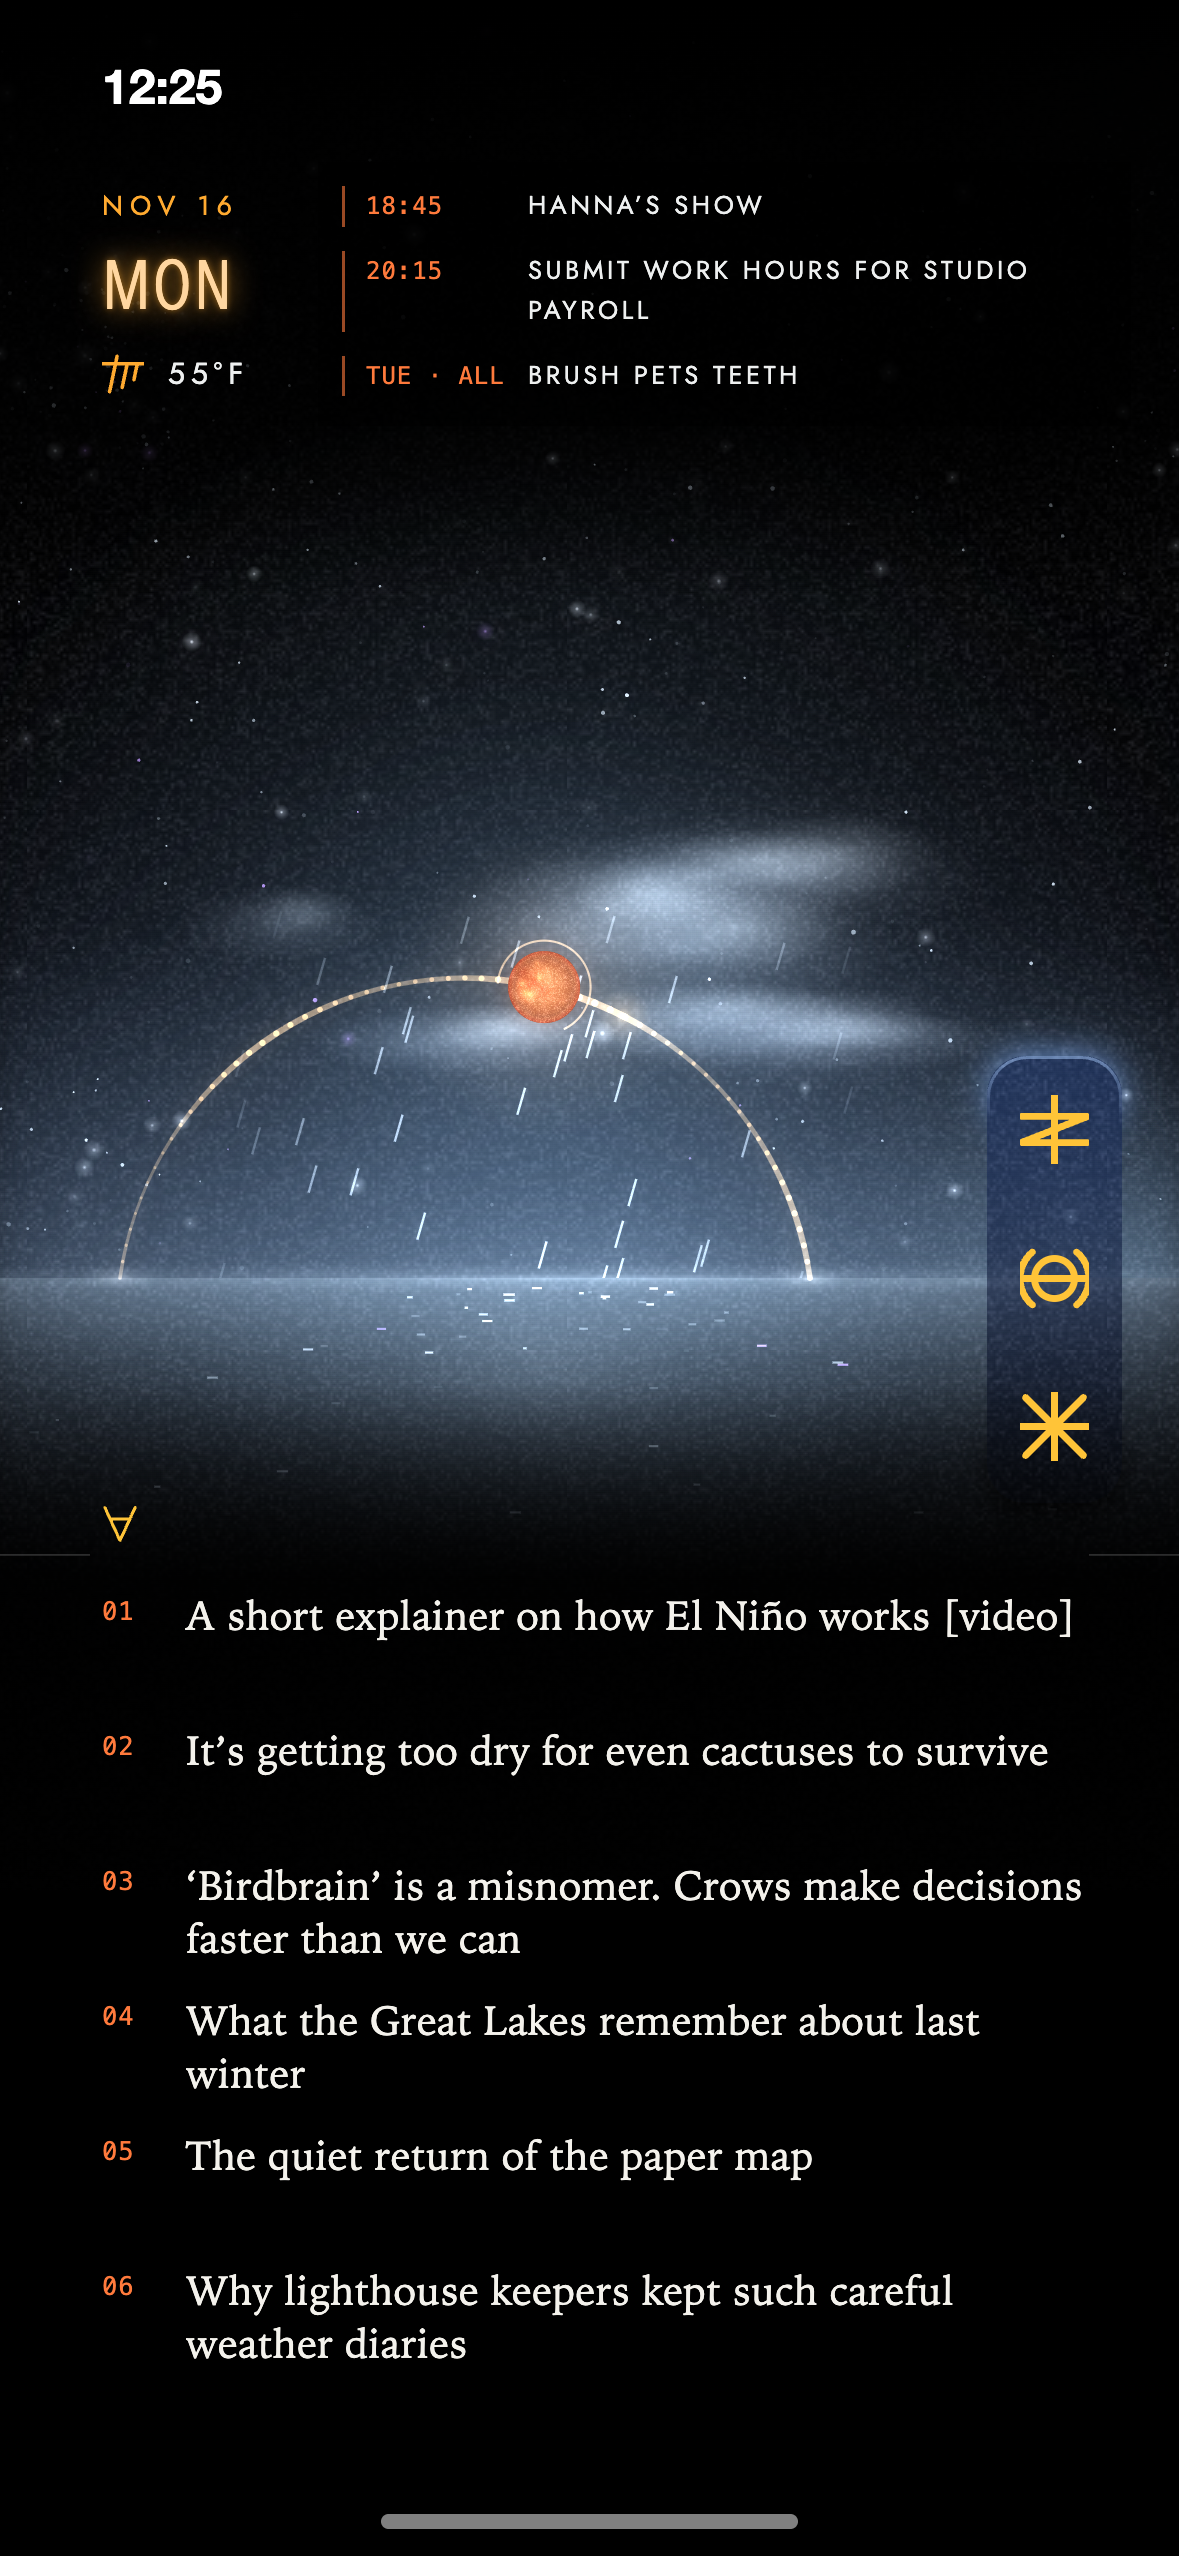 12:25
NOV 16
MON
55°F
18:45 HANNA’S SHOW
20:15 SUBMIT WORK HOURS FOR STUDIO
PAYROLL
TUE · ALL BRUSH PETS TEETH
01 A short explainer on how El Niño works [video]
02 It’s getting too dry for even cactuses to survive
03 ‘Birdbrain’ is a misnomer. Crows make decisions
faster than we can
04 What the Great Lakes remember about last
winter
05 The quiet return of the paper map
06 Why lighthouse keepers kept such careful
weather diaries